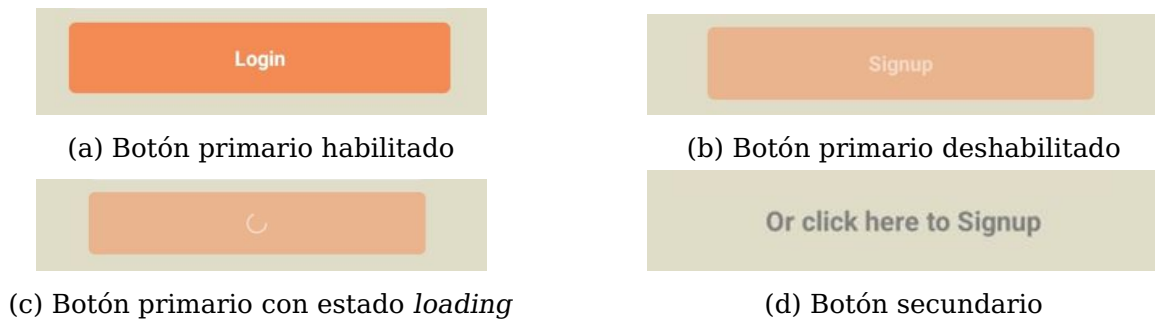 Login
Signup
(a) Botón primario habilitado
(b) Botón primario deshabilitado
Or click here to Signup
(c) Botón primario con estado loading
(d) Botón secundario